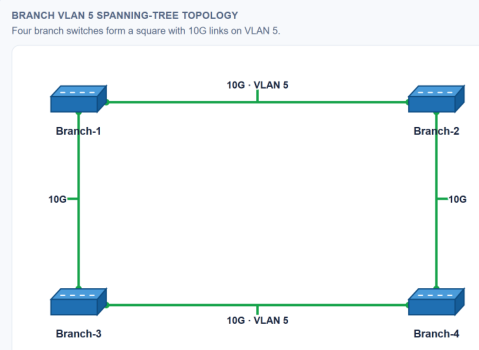 BRANCH VLAN 5 SPANNING-TREE TOPOLOGY
Four branch switches form a square with 10G links on VLAN 5.
10G · VLAN 5
Branch-1
Branch-2
10G
10G
10G · VLAN 5
Branch-3
Branch-4